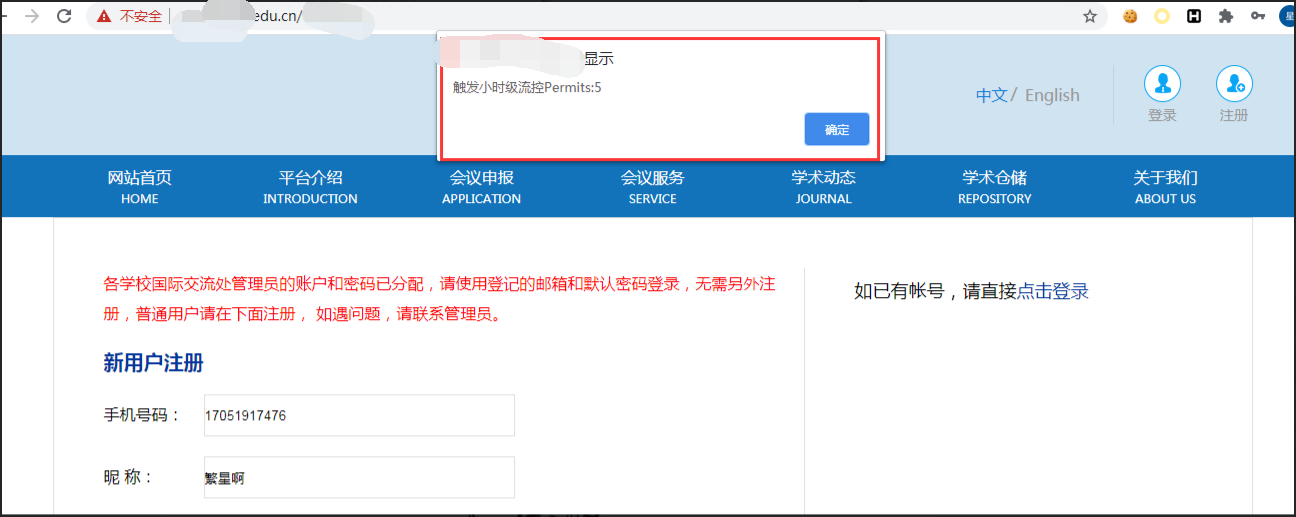 不安全
edu.cn/
显示
触发小时级流控Permits:5
确定
中文/ English
登录
注册
网站首页
HOME
平台介绍
INTRODUCTION
会议申报
APPLICATION
会议服务
SERVICE
学术动态
JOURNAL
学术仓储
REPOSITORY
关于我们
ABOUT US
各学校国际交流处管理员的账户和密码已分配，请使用登记的邮箱和默认密码登录，无需另外注
册，普通用户请在下面注册， 如遇问题，请联系管理员。
如已有帐号，请直接点击登录
新用户注册
手机号码： 17051917476
昵 称： 繁星啊